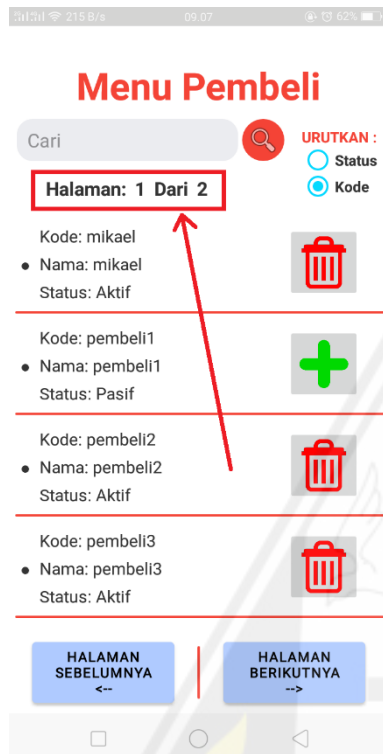 215 B/s 09.07 62%
Menu Pembeli
Cari
URUTKAN :
Status
Kode
Halaman: 1 Dari 2
Kode: mikael
Nama: mikael
Status: Aktif
Kode: pembeli1
Nama: pembeli1
Status: Pasif
Kode: pembeli2
Nama: pembeli2
Status: Aktif
Kode: pembeli3
Nama: pembeli3
Status: Aktif
HALAMAN
SEBELUMNYA
<--
HALAMAN
BERIKUTNYA
-->